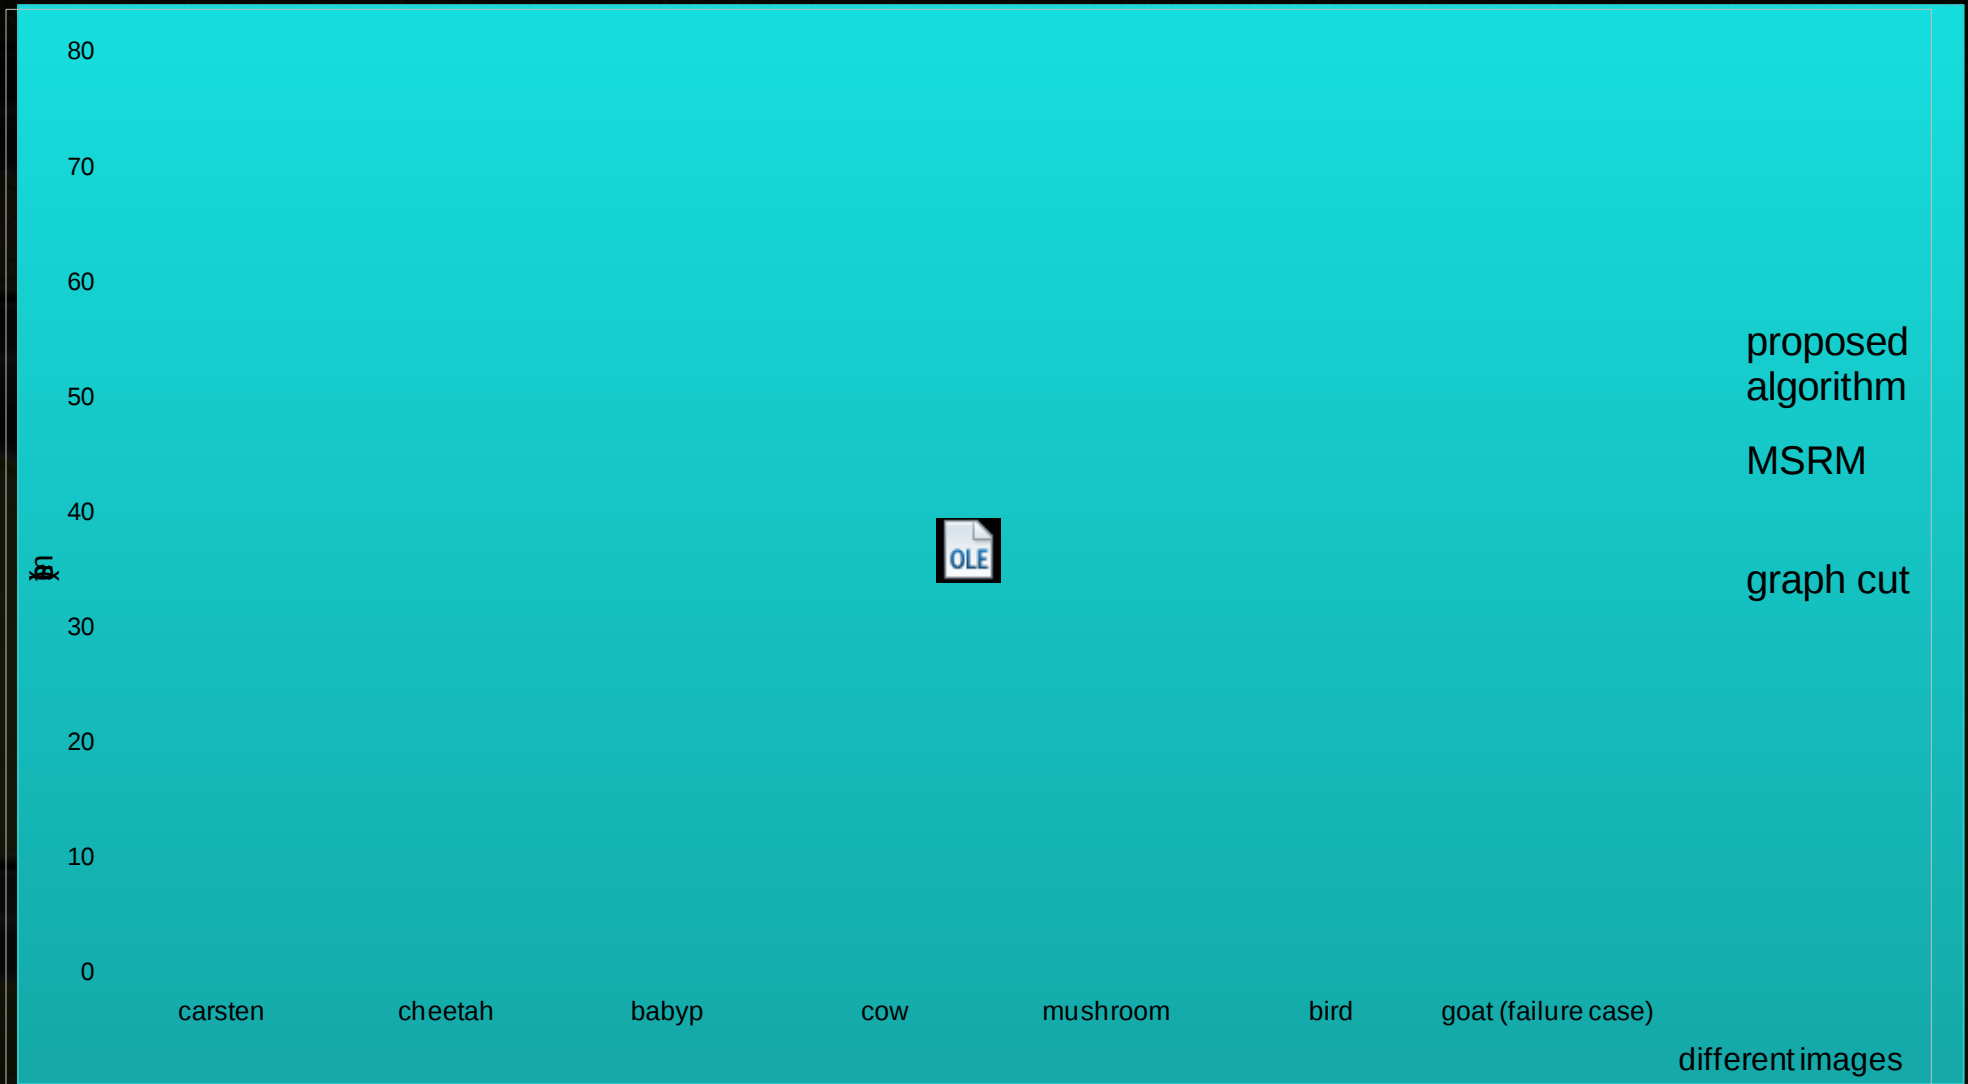 80
70
60
50
40
30
20
10
0
proposed
algorithm
MSRM
graph cut
OLE
carsten
cheetah
babyp
cow
mushroom
bird
goat (failure case)
different images